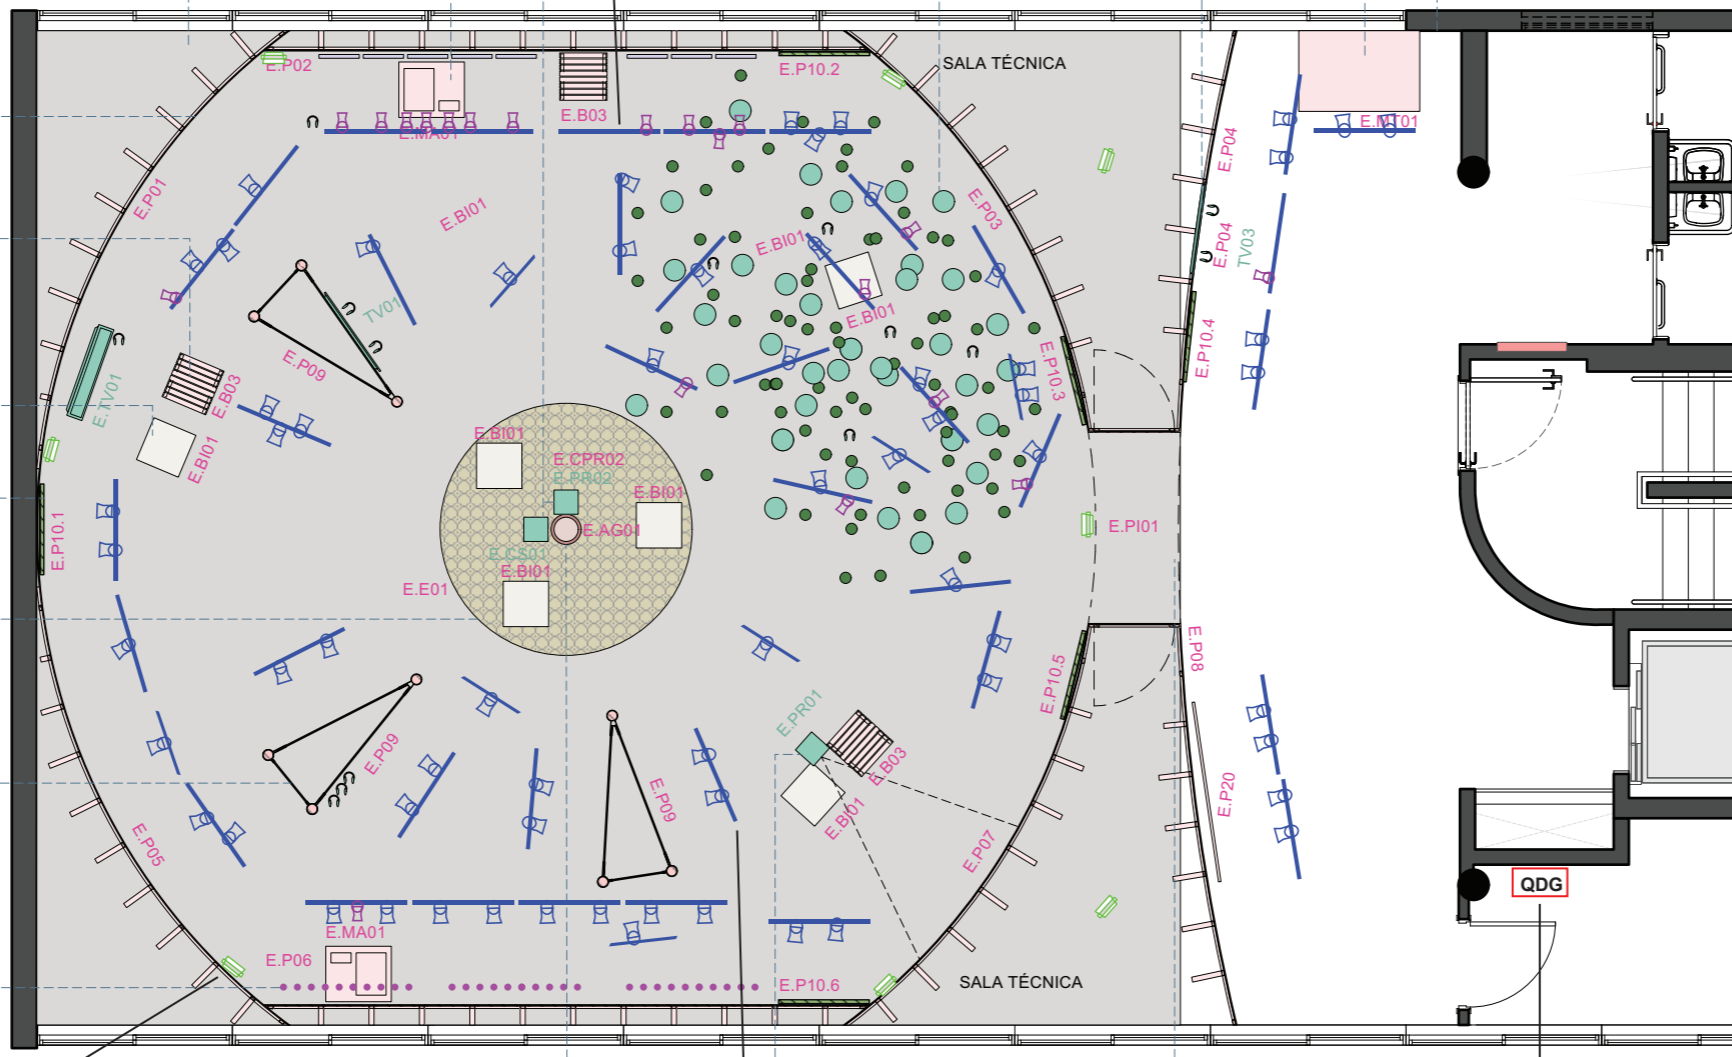 E.P02
E.MA01
E.B03
E.P10.2
SALA TÉCNICA
E.MT01
E.P04
E.P01
E.BI01
E.BI01
E.P03
E.P04
TV03
E.BI01
TV01
E.P09
E.P10.3
E.P10.4
E.TV01
E.B03
E.BI01
E.BI01
E.CPR02
E.PR02
E.BI01
E.P10.1
E.AG01
E.CS01
E.BI01
E.E01
E.PI01
E.P08
E.P10.5
E.PR01
E.P09
E.P09
E.B03
E.BI01
E.P20
E.P05
E.P07
QDG
E.MA01
E.P06
E.P10.6
SALA TÉCNICA